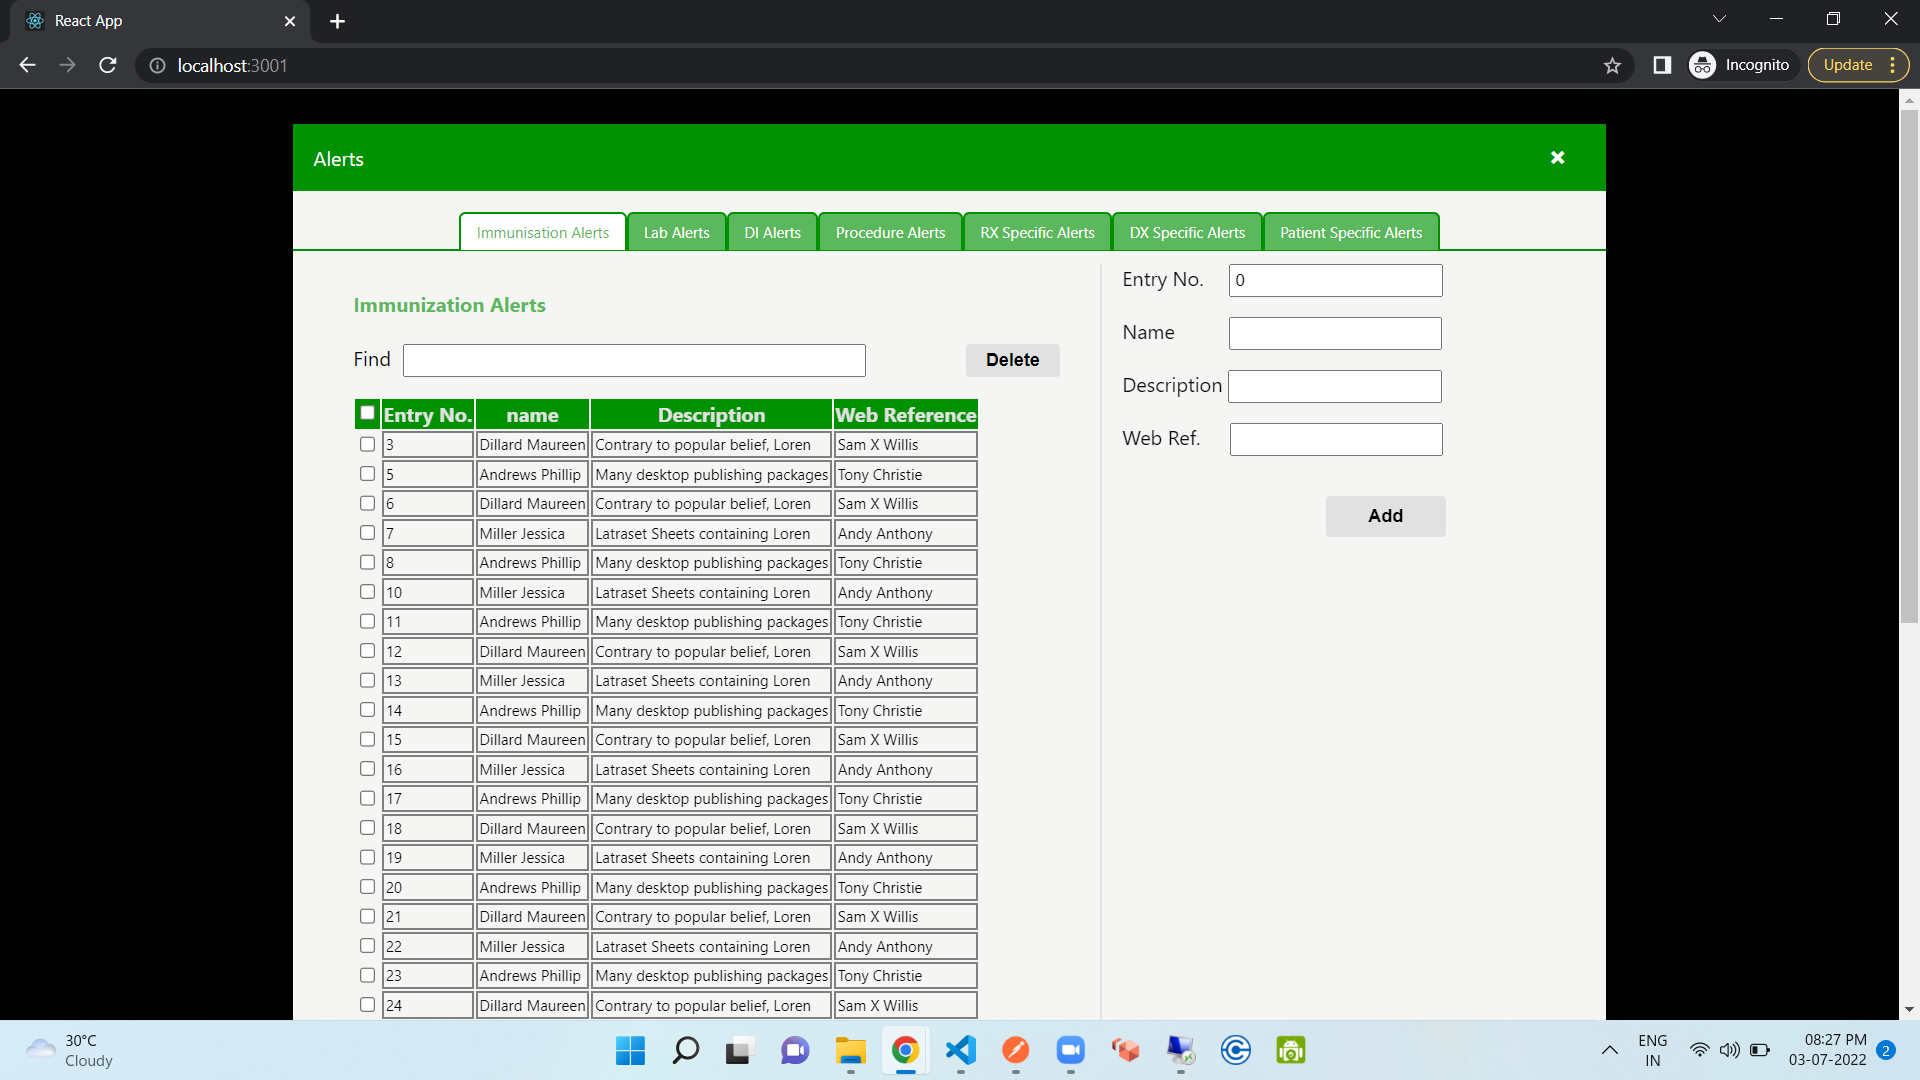 React App
localhost:3001
Incognito
Update
Alerts
Immunisation Alerts Lab Alerts DI Alerts Procedure Alerts RX Specific Alerts DX Specific Alerts Patient Specific Alerts
Immunization Alerts
Find
Delete
Entry No. name Description Web Reference
3 Dillard Maureen Contrary to popular belief, Loren Sam X Willis
5 Andrews Phillip Many desktop publishing packages Tony Christie
6 Dillard Maureen Contrary to popular belief, Loren Sam X Willis
7 Miller Jessica Latraset Sheets containing Loren Andy Anthony
8 Andrews Phillip Many desktop publishing packages Tony Christie
10 Miller Jessica Latraset Sheets containing Loren Andy Anthony
11 Andrews Phillip Many desktop publishing packages Tony Christie
12 Dillard Maureen Contrary to popular belief, Loren Sam X Willis
13 Miller Jessica Latraset Sheets containing Loren Andy Anthony
14 Andrews Phillip Many desktop publishing packages Tony Christie
15 Dillard Maureen Contrary to popular belief, Loren Sam X Willis
16 Miller Jessica Latraset Sheets containing Loren Andy Anthony
17 Andrews Phillip Many desktop publishing packages Tony Christie
18 Dillard Maureen Contrary to popular belief, Loren Sam X Willis
19 Miller Jessica Latraset Sheets containing Loren Andy Anthony
20 Andrews Phillip Many desktop publishing packages Tony Christie
21 Dillard Maureen Contrary to popular belief, Loren Sam X Willis
22 Miller Jessica Latraset Sheets containing Loren Andy Anthony
23 Andrews Phillip Many desktop publishing packages Tony Christie
24 Dillard Maureen Contrary to popular belief, Loren Sam X Willis
Entry No. 0
Name
Description
Web Ref.
Add
30°C
Cloudy
ENG
IN
08:27 PM
03-07-2022
2